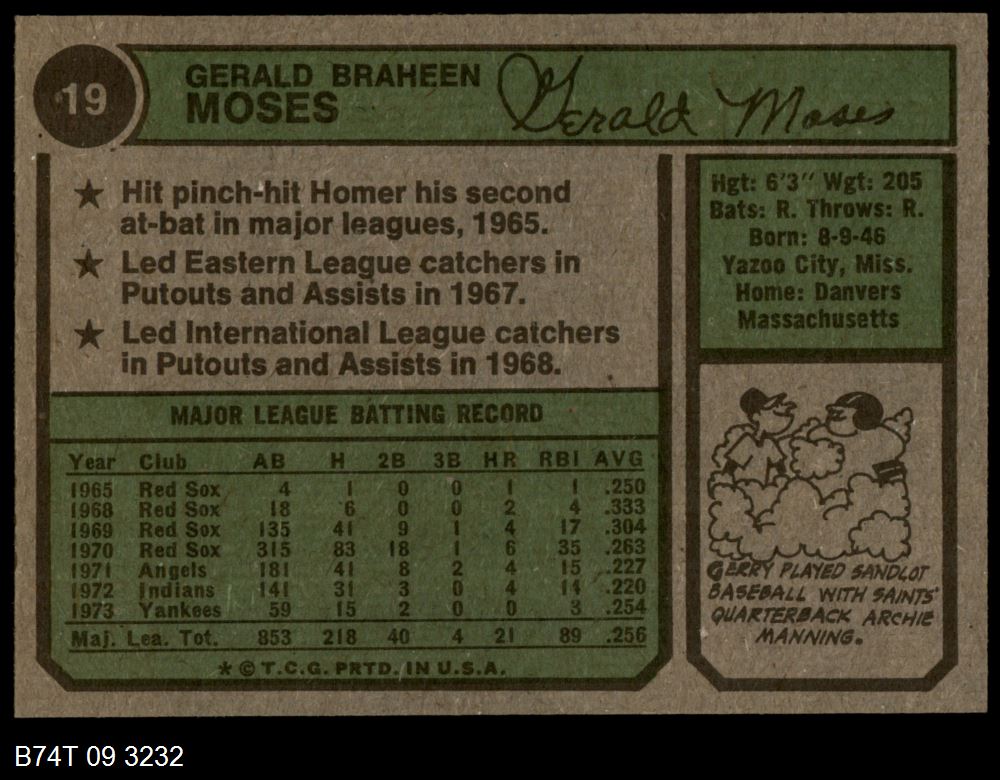 19
GERALD BRAHEEN
MOSES
Gerald Moses
★ Hit pinch-hit Homer his second
at-bat in major leagues, 1965.
★ Led Eastern League catchers in
Putouts and Assists in 1967.
★ Led International League catchers
in Putouts and Assists in 1968.
Hgt: 6'3" Wgt: 205
Bats: R. Throws: R.
Born: 8-9-46
Yazoo City, Miss.
Home: Danvers
Massachusetts
MAJOR LEAGUE BATTING RECORD
Year Club AB H 2B 3B HR RBI AVG
1965 Red Sox 4 1 0 0 1 1 .250
1968 Red Sox 18 6 0 0 2 4 .333
1969 Red Sox 135 41 9 1 4 17 .304
1970 Red Sox 315 83 18 1 6 35 .263
1971 Angels 181 41 8 2 4 15 .227
1972 Indians 141 31 3 0 4 14 .220
1973 Yankees 59 15 2 0 0 3 .254
Maj. Lea. Tot. 853 218 40 4 21 89 .256
* © T.C.G. PRTD. IN U.S.A.
GERRY PLAYED SANDLOT
BASEBALL WITH SAINTS'
QUARTERBACK ARCHIE
MANNING.
B74T 09 3232